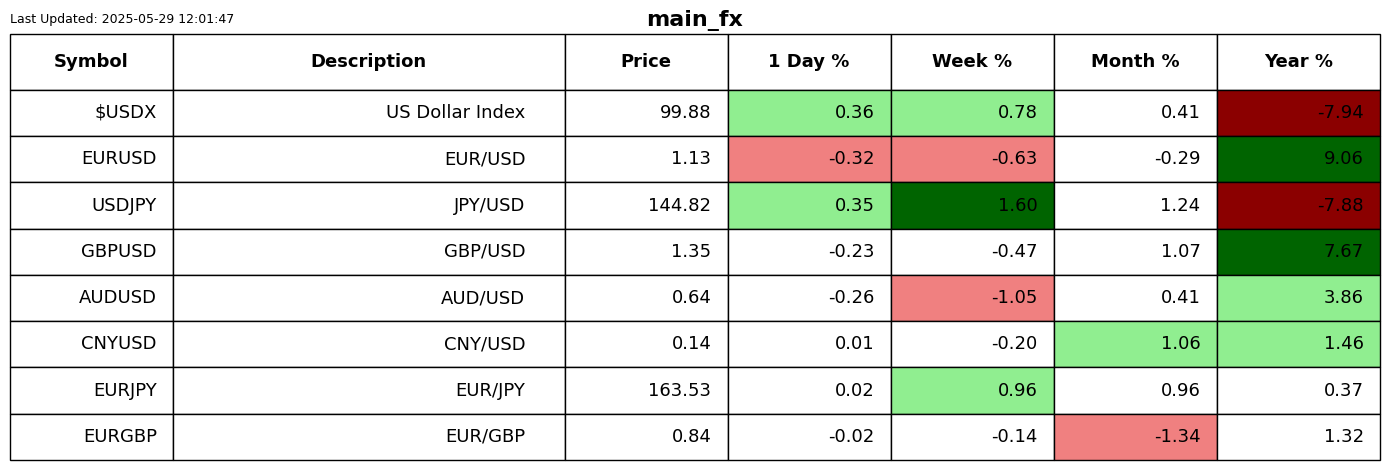 Last Updated: 2025-05-29 12:01:47
main_fx
Symbol Description Price 1 Day % Week % Month % Year %
$USDX US Dollar Index 99.88 0.36 0.78 0.41 -7.94
EURUSD EUR/USD 1.13 -0.32 -0.63 -0.29 9.06
USDJPY JPY/USD 144.82 0.35 1.60 1.24 -7.88
GBPUSD GBP/USD 1.35 -0.23 -0.47 1.07 7.67
AUDUSD AUD/USD 0.64 -0.26 -1.05 0.41 3.86
CNYUSD CNY/USD 0.14 0.01 -0.20 1.06 1.46
EURJPY EUR/JPY 163.53 0.02 0.96 0.96 0.37
EURGBP EUR/GBP 0.84 -0.02 -0.14 -1.34 1.32